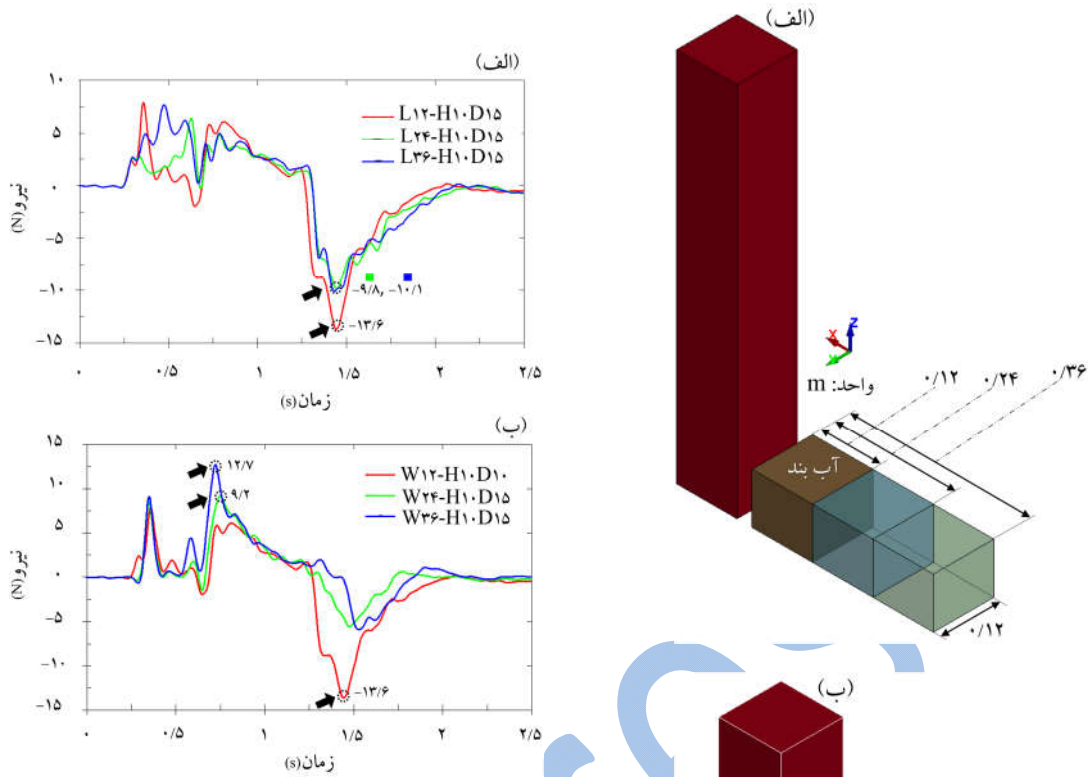 (الف)
۱۰
۵
۰
-۵
-۱۰
-۱۵
نیرو(N)
L۱۲-H۱۰D۱۵
L۲۴-H۱۰D۱۵
L۳۶-H۱۰D۱۵
-۹/۸, -۱۰/۱
-۱۳/۶
۰ ۰/۵ ۱ ۱/۵ ۲ ۲/۵
زمان(s)
(ب)
۱۵
۱۰
۵
۰
-۵
-۱۰
-۱۵
نیرو(N)
۱۲/۷
۹/۲
W۱۲-H۱۰D۱۰
W۲۴-H۱۰D۱۵
W۳۶-H۱۰D۱۵
-۱۳/۶
۰ ۰/۵ ۱ ۱/۵ ۲ ۲/۵
زمان(s)
(الف)
Z
X
Y
واحد: m
۰/۱۲
۰/۲۴
۰/۳۶
آب بند
۰/۱۲
(ب)